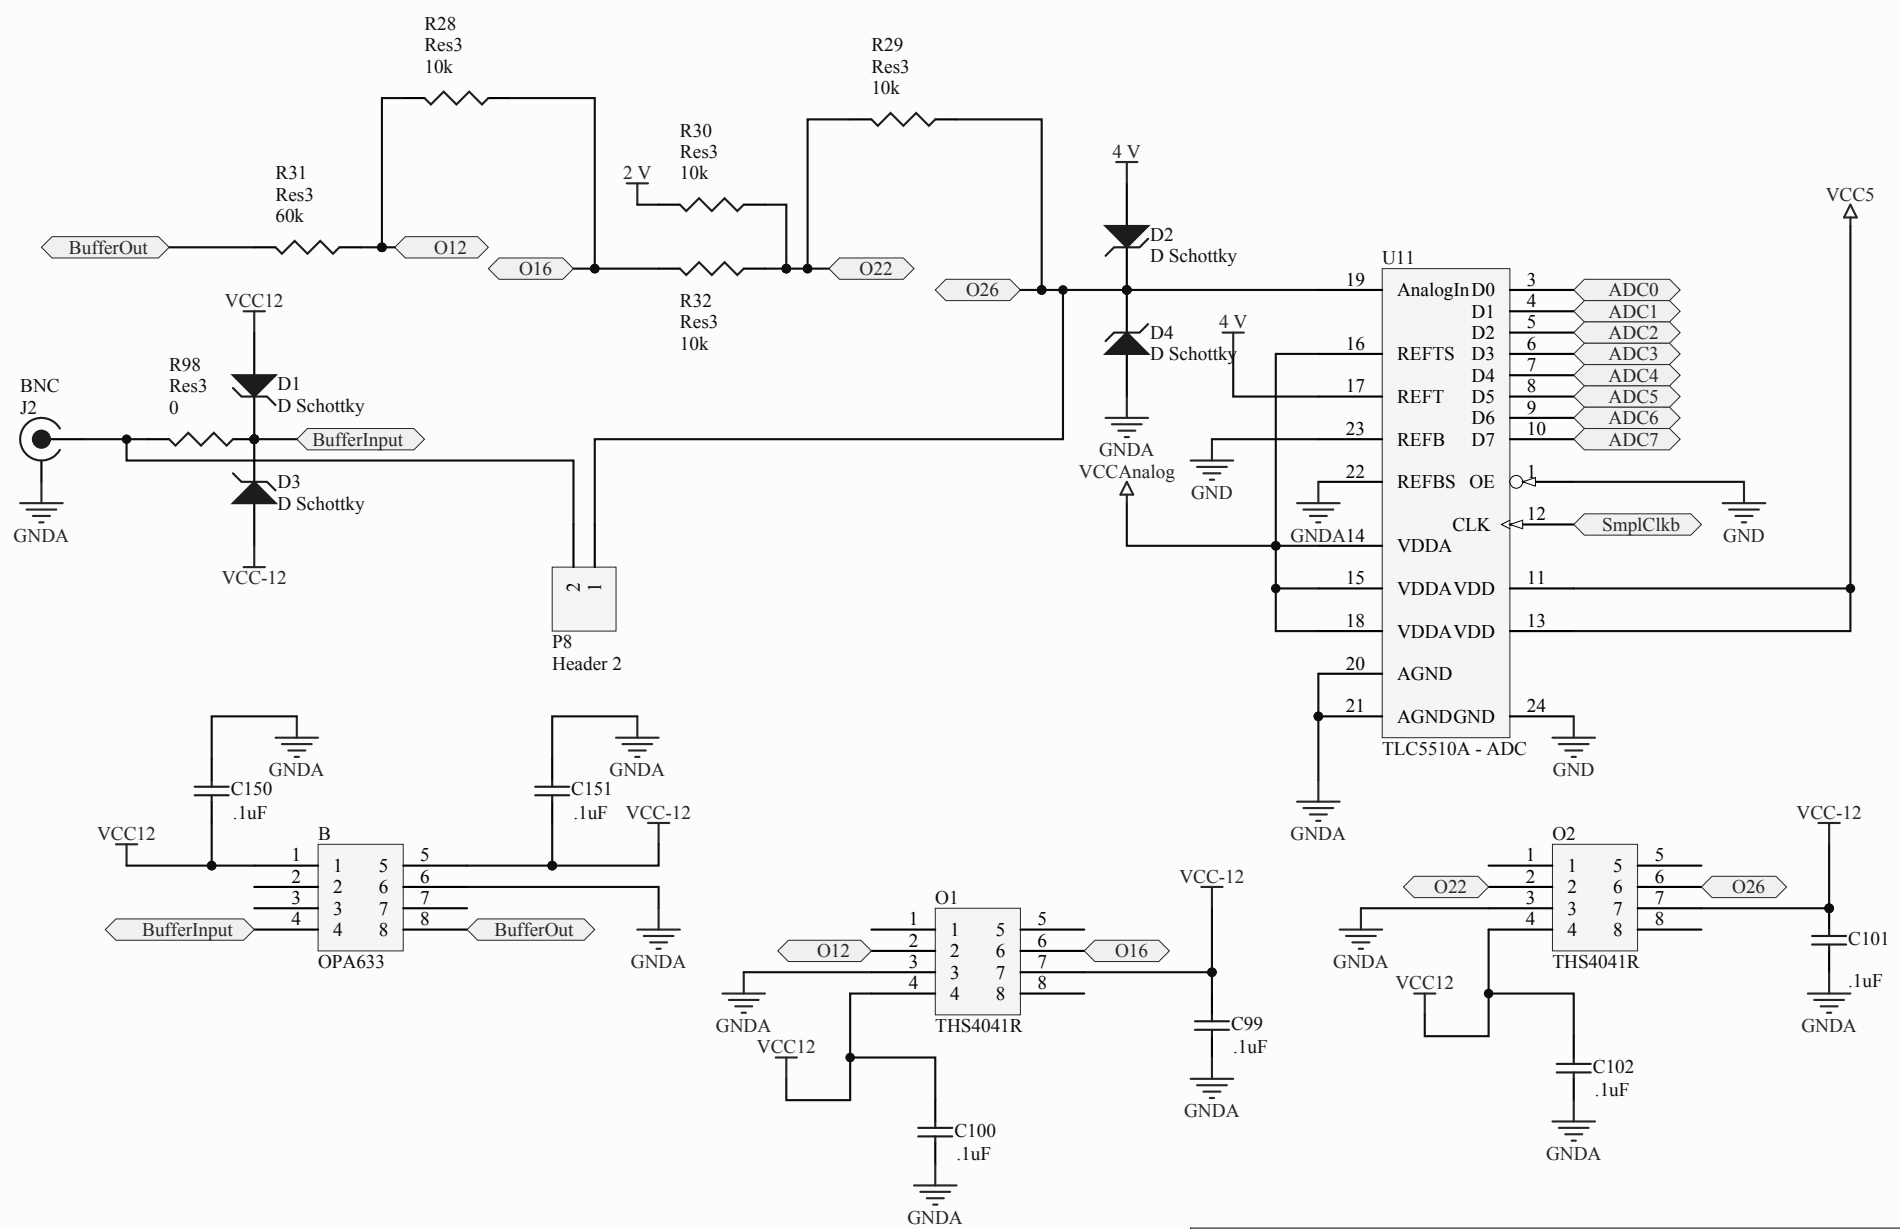 R28
Res3
10k
R29
Res3
10k
R30
Res3
10k
2 V
R31
Res3
60k
4 V
VCC5
BufferOut
O12
O16
O22
D2
D Schottky
R32
Res3
10k
O26
U11
VCC12
R98
Res3
0
BNC
J2
D1
D Schottky
BufferInput
D3
D Schottky
GNDA
VCC-12
2
1
P8
Header 2
D4
D Schottky
4 V
GNDA
VCCAnalog
GND
GNDA
19 AnalogIn D0 3 ADC0
D1 4 ADC1
D2 5 ADC2
16 REFTS D3 6 ADC3
D4 7 ADC4
17 REFT D5 8 ADC5
D6 9 ADC6
23 REFB D7 10 ADC7
22 REFBS OE 1
GND
CLK 12 SmplClkb
14 VDDA
15 VDDA VDD 11
18 VDDA VDD 13
20 AGND
21 AGND GND 24
TLC5510A - ADC
GND
GNDA
GNDA
C150
.1uF
GNDA
C151
.1uF
VCC12
VCC-12
B
1 1 5 5
2 2 6 6
3 3 7 7
BufferInput 4 4 8 8 BufferOut
OPA633
GNDA
VCC-12
O1
1 1 5 5
O12 2 2 6 6 O16
3 3 7 7
4 4 8 8
THS4041R
GNDA
VCC12
C99
.1uF
GNDA
C100
.1uF
GNDA
VCC-12
O2
1 1 5 5
O22 2 2 6 6 O26
3 3 7 7
4 4 8 8
THS4041R
GNDA
VCC12
C101
.1uF
GNDA
C102
.1uF
GNDA